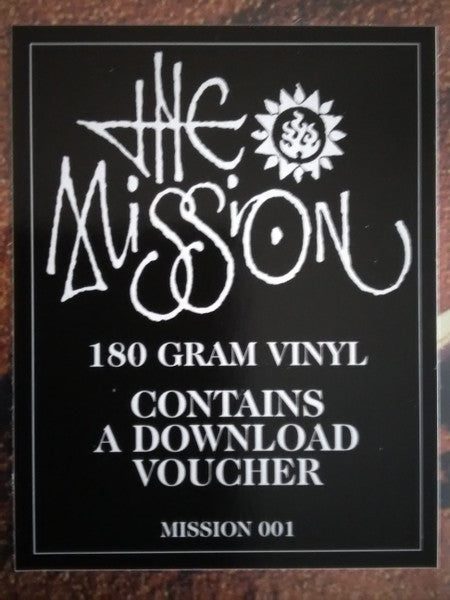 THE
MISSION
180 GRAM VINYL
CONTAINS
A DOWNLOAD
VOUCHER
MISSION 001